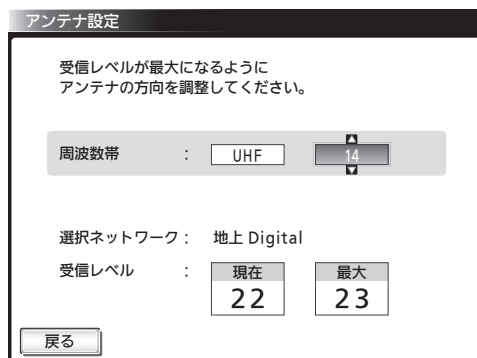 アンテナ設定
受信レベルが最大になるように
アンテナの方向を調整してください。
周波数帯 : UHF 14
選択ネットワーク : 地上 Digital
受信レベル : 現在 最大
22 23
戻る